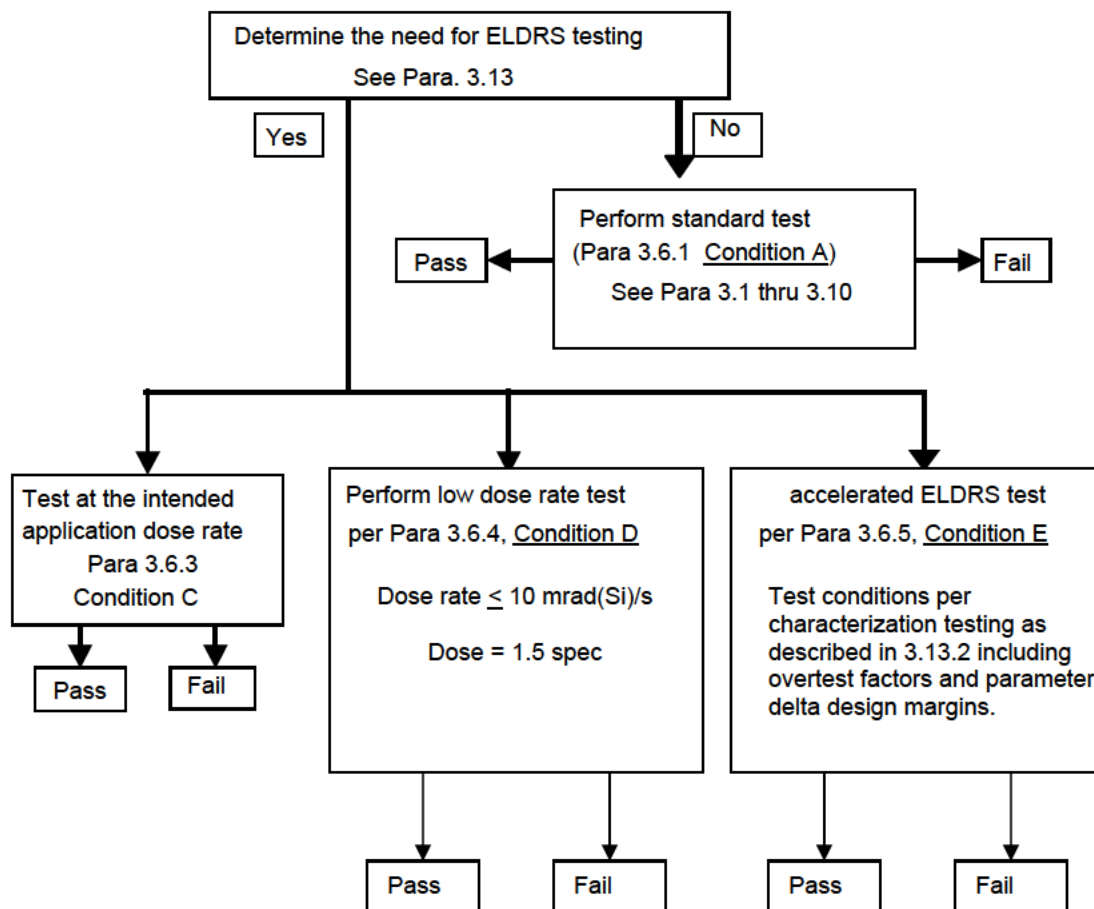 Determine the need for ELDRS testing
See Para. 3.13
Yes
No
Perform standard test
(Para 3.6.1 Condition A)
See Para 3.1 thru 3.10
Pass
Fail
Test at the intended
application dose rate
Para 3.6.3
Condition C
Pass
Fail
Perform low dose rate test
per Para 3.6.4, Condition D
Dose rate ≤ 10 mrad(Si)/s
Dose = 1.5 spec
Pass
Fail
accelerated ELDRS test
per Para 3.6.5, Condition E
Test conditions per
characterization testing as
described in 3.13.2 including
overtest factors and parameter
delta design margins.
Pass
Fail